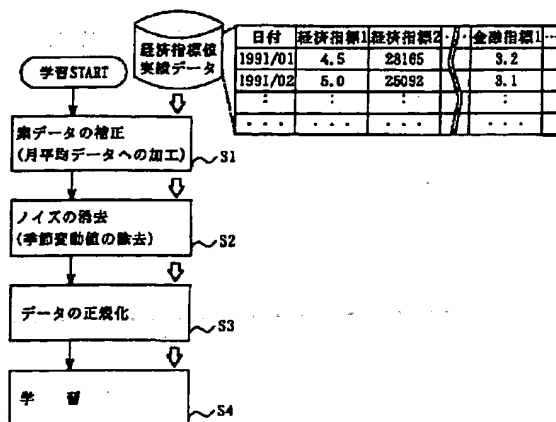 学習START
経済指標値
実績データ
日付 経済指標1 経済指標2 ・・ 金融指標1 ・・・
1991/01 4.5 28165 3.2
1991/02 5.0 25092 3.1
: : : :
・・・ ・・・ ・・・ ・・・
素データの補正
(月平均データへの加工)
S1
ノイズの消去
(季節変動値の除去)
S2
データの正規化
S3
学 習
S4